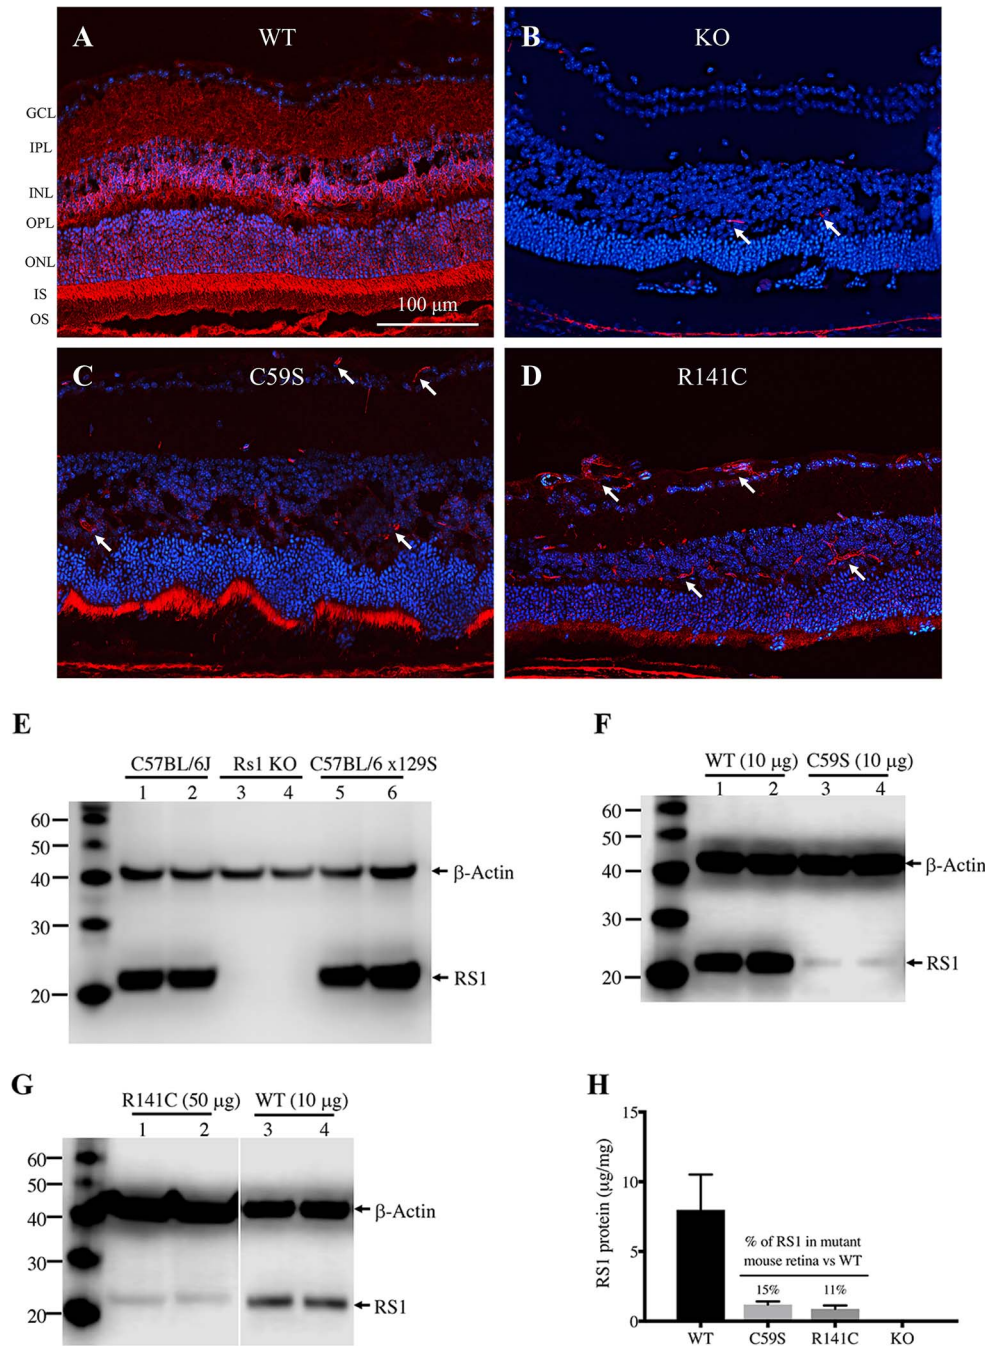 A
WT
GCL
IPL
INL
OPL
ONL
IS
OS
100 μm
B
KO
C
C59S
D
R141C
E
C57BL/6J Rs1 KO C57BL/6 x129S
1 2 3 4 5 6
60
50
40
30
20
β-Actin
RS1
F
WT (10 μg) C59S (10 μg)
1 2 3 4
60
50
40
30
20
β-Actin
RS1
G
R141C (50 μg) WT (10 μg)
1 2 3 4
60
50
40
30
20
β-Actin
RS1
H
RS1 protein (μg/mg)
15
10
5
0
% of RS1 in mutant
mouse retina vs WT
15% 11%
WT C59S R141C KO